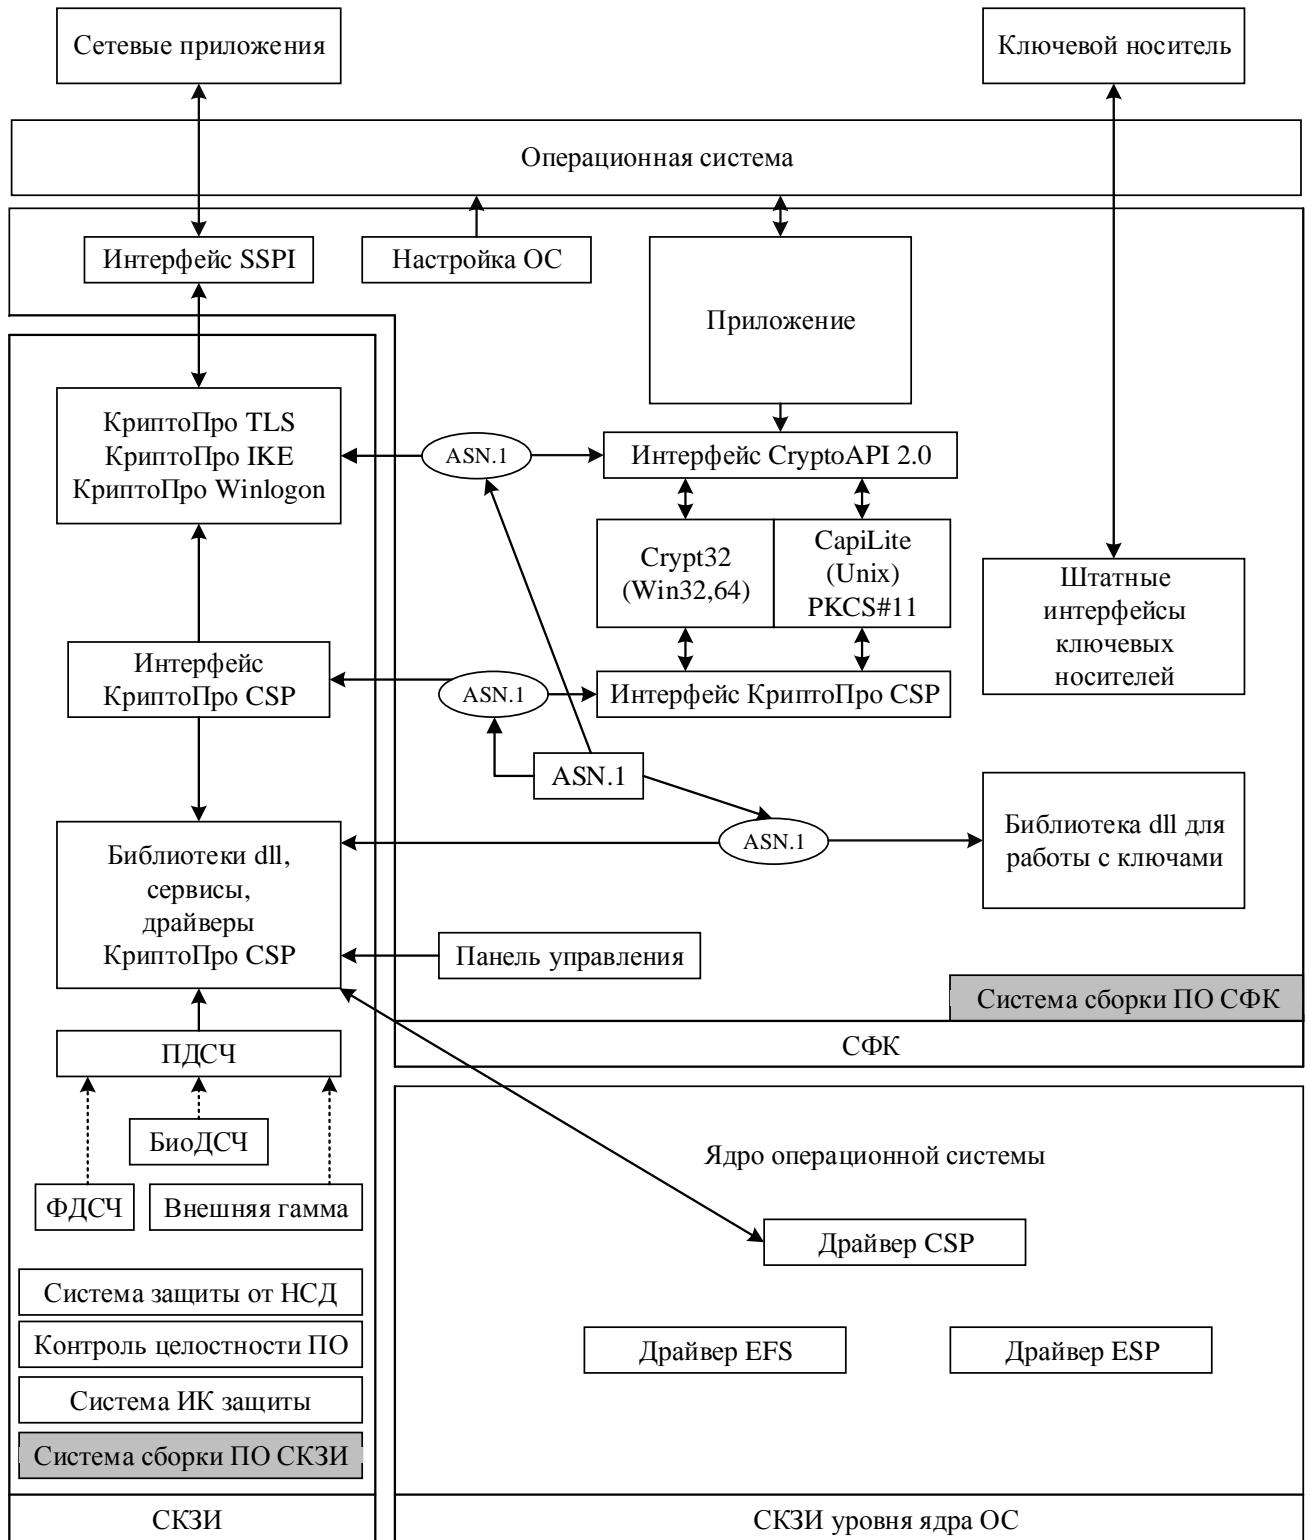 Сетевые приложения
Ключевой носитель
Операционная система
Интерфейс SSPI
Настройка ОС
Приложение
КриптоПро TLS
КриптоПро IKE
КриптоПро Winlogon
ASN.1
Интерфейс CryptoAPI 2.0
Crypt32
(Win32,64)
CapiLite
(Unix)
PKCS#11
Штатные
интерфейсы
ключевых
носителей
Интерфейс
КриптоПро CSP
ASN.1
Интерфейс КриптоПро CSP
ASN.1
Библиотеки dll,
сервисы,
драйверы
КриптоПро CSP
ASN.1
Библиотека dll для
работы с ключами
Панель управления
Система сборки ПО СФК
СФК
ПДСЧ
БиоДСЧ
ФДСЧ
Внешняя гамма
Ядро операционной системы
Драйвер CSP
Драйвер EFS
Драйвер ESP
Система защиты от НСД
Контроль целостности ПО
Система ИК защиты
Система сборки ПО СКЗИ
СКЗИ
СКЗИ уровня ядра ОС